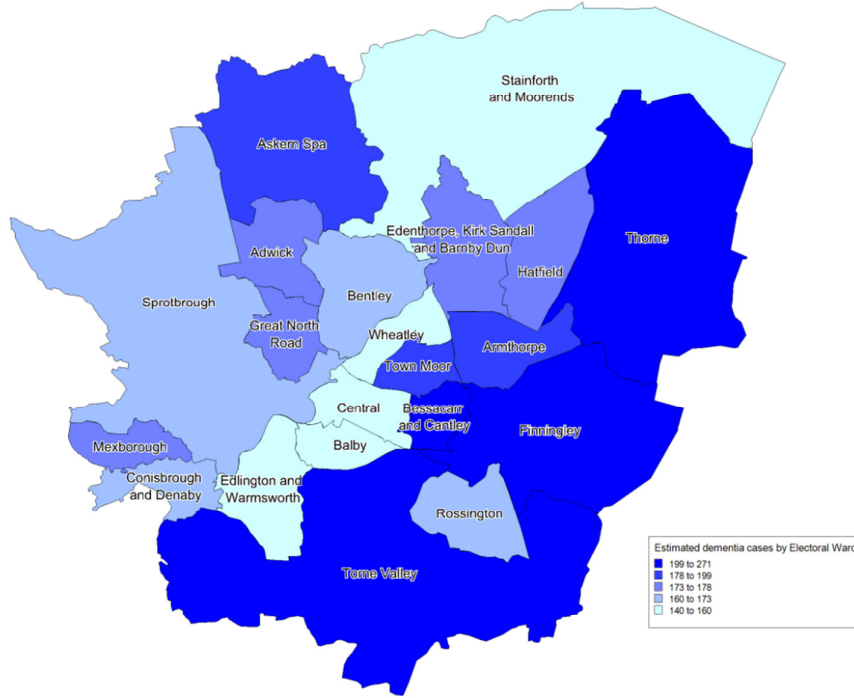 Stainforth
and Moorends
Askern Spa
Edenthorpe, Kirk Sandall
and Barnby Dun
Thorne
Adwick
Hatfield
Sprotbrough
Bentley
Great North
Road
Wheatley
Armthorpe
Town Moor
Central
Bessacarr
and Cantley
Finningley
Mexborough
Balby
Conisbrough
and Denaby
Edlington and
Warmsworth
Rossington
Torne Valley
Estimated dementia cases by Electoral Ward
199 to 271
178 to 199
173 to 178
160 to 173
140 to 160